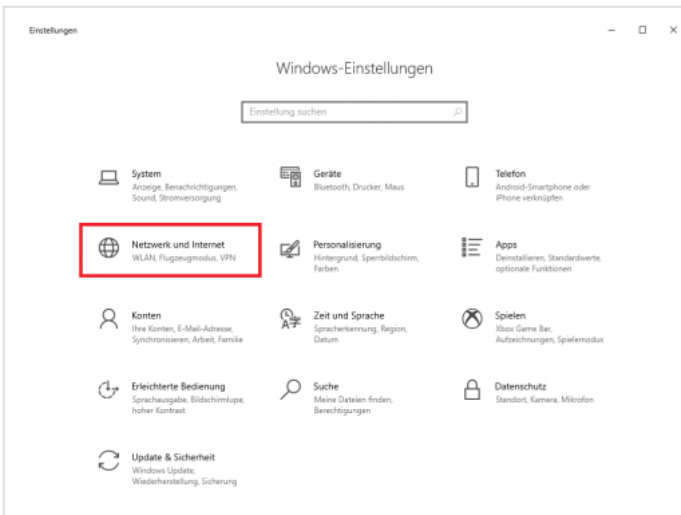 Einstellungen
Windows-Einstellungen
Einstellung suchen
System
Anzeige, Benachrichtigungen,
Sound, Stromversorgung
Geräte
Bluetooth, Drucker, Maus
Telefon
Android-Smartphone oder
iPhone verknüpfen
Netzwerk und Internet
WLAN, Flugzeugmodus, VPN
Personalisierung
Hintergrund, Sperrbildschirm,
Farben
Apps
Deinstallieren, Standardwerte,
optionale Funktionen
Konten
Ihre Konten, E-Mail-Adresse,
Synchronisieren, Arbeit, Familie
Zeit und Sprache
Spracherkennung, Region,
Datum
Spielen
Xbox Game Bar,
Aufzeichnungen, Spielemodus
Erleichterte Bedienung
Sprachausgabe, Bildschirmlupe,
hoher Kontrast
Suche
Meine Dateien finden,
Berechtigungen
Datenschutz
Standort, Kamera, Mikrofon
Update & Sicherheit
Windows Update,
Wiederherstellung, Sicherung